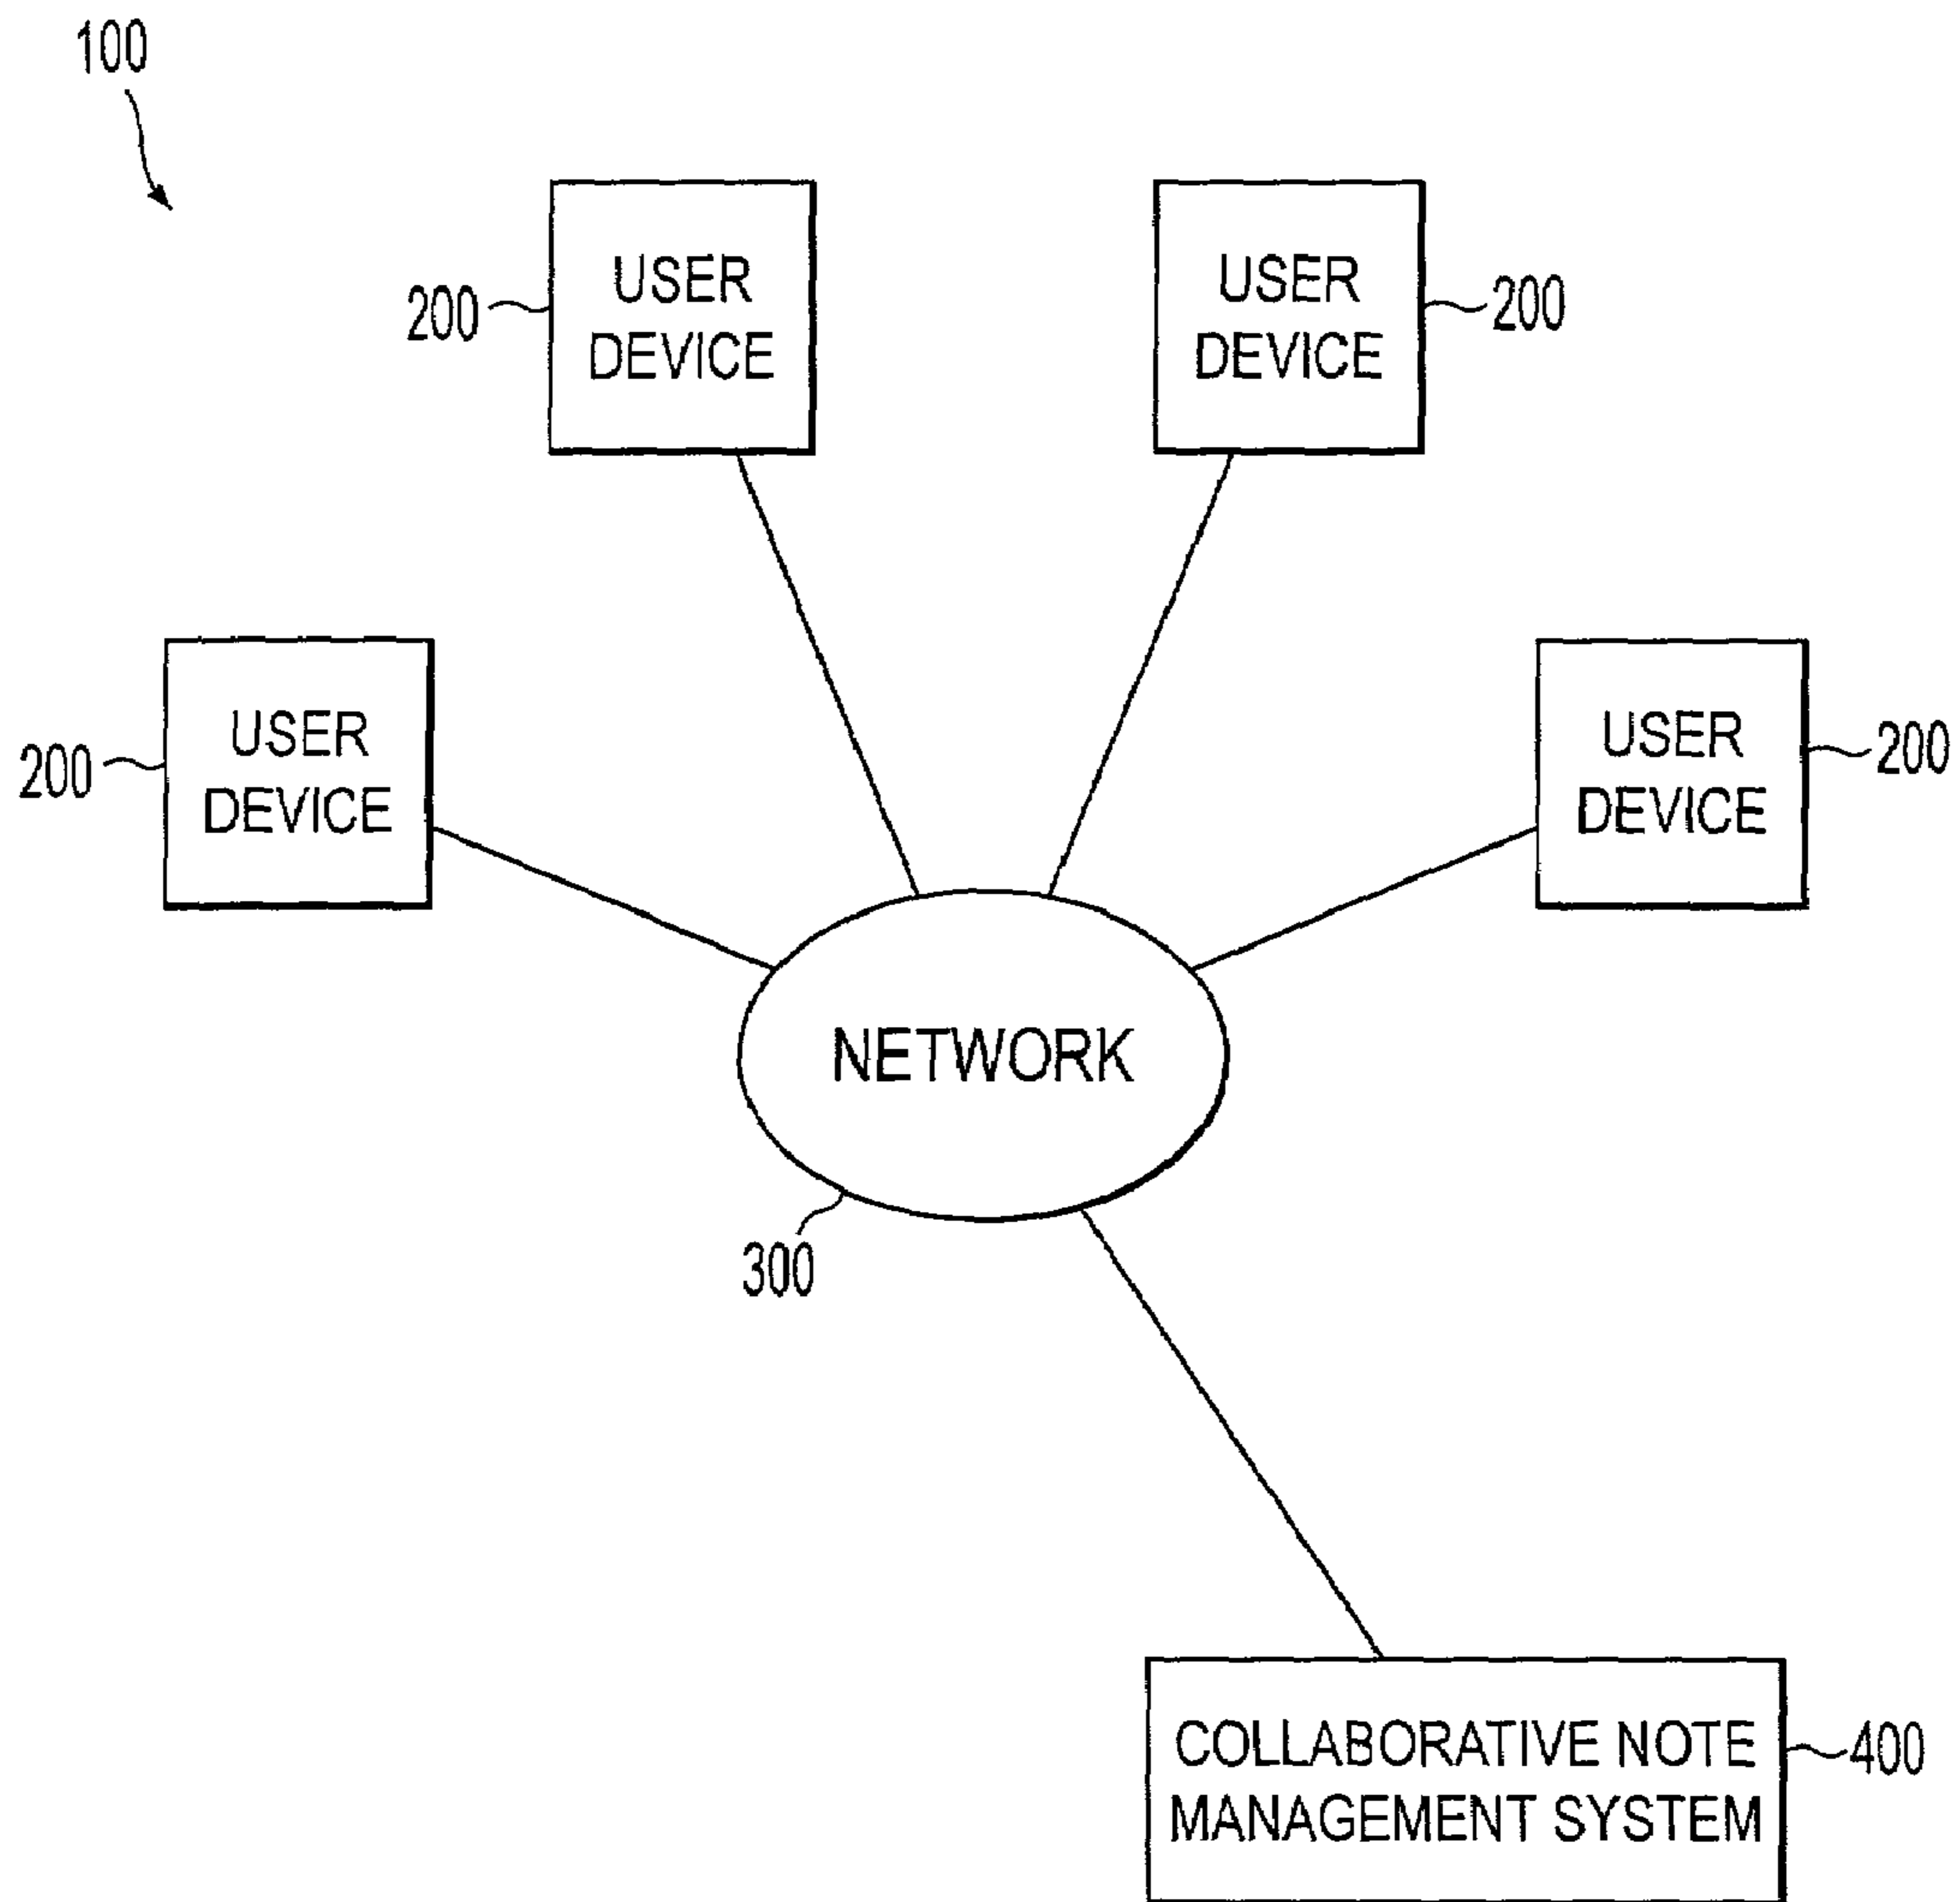 100
USER
DEVICE
200
USER
DEVICE
200
USER
DEVICE
200
USER
DEVICE
200
NETWORK
300
COLLABORATIVE NOTE
MANAGEMENT SYSTEM
400